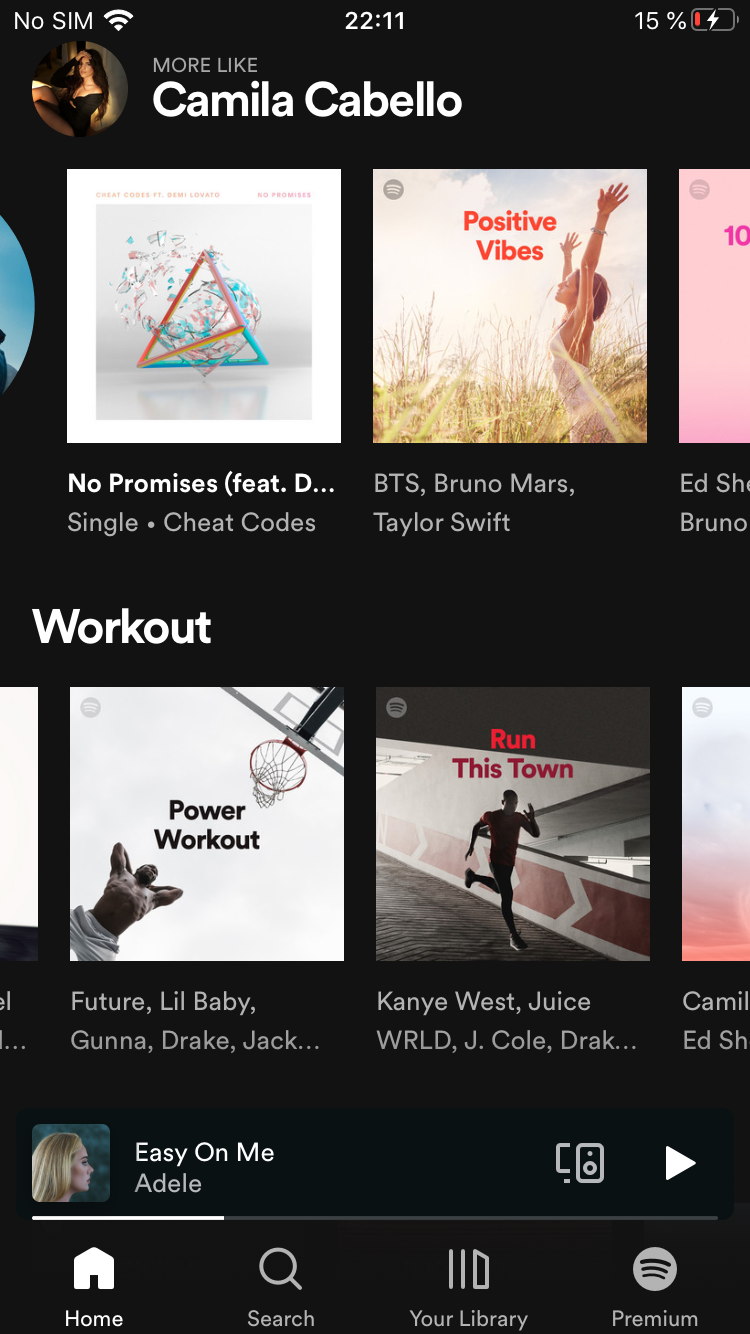 No SIM 22:11 15 %
MORE LIKE
Camila Cabello
CHEAT CODES FT. DEMI LOVATO NO PROMISES
Positive
Vibes
10
No Promises (feat. D...
Single • Cheat Codes
BTS, Bruno Mars,
Taylor Swift
Ed She
Bruno
Workout
Power
Workout
Run
This Town
el
Future, Lil Baby,
Gunna, Drake, Jack...
Kanye West, Juice
WRLD, J. Cole, Drak...
Camil
Ed Sh
Easy On Me
Adele
Home
Search
Your Library
Premium